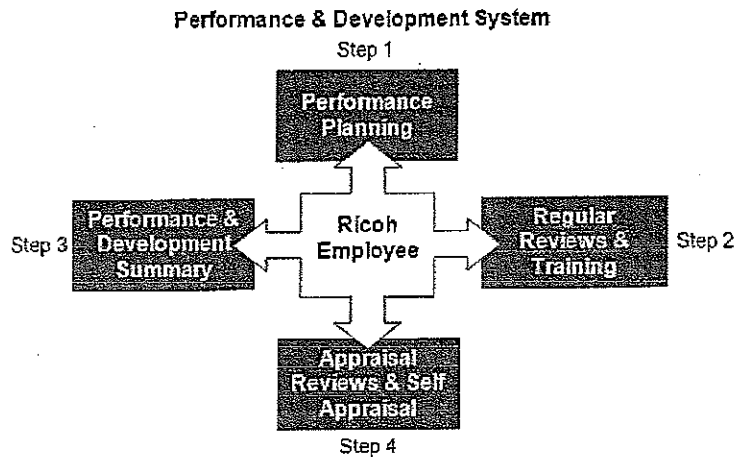 Performance & Development System
Step 1
Performance
Planning
Step 3
Performance &
Development
Summary
Ricoh
Employee
Regular
Reviews &
Training
Step 2
Appraisal
Reviews & Self
Appraisal
Step 4